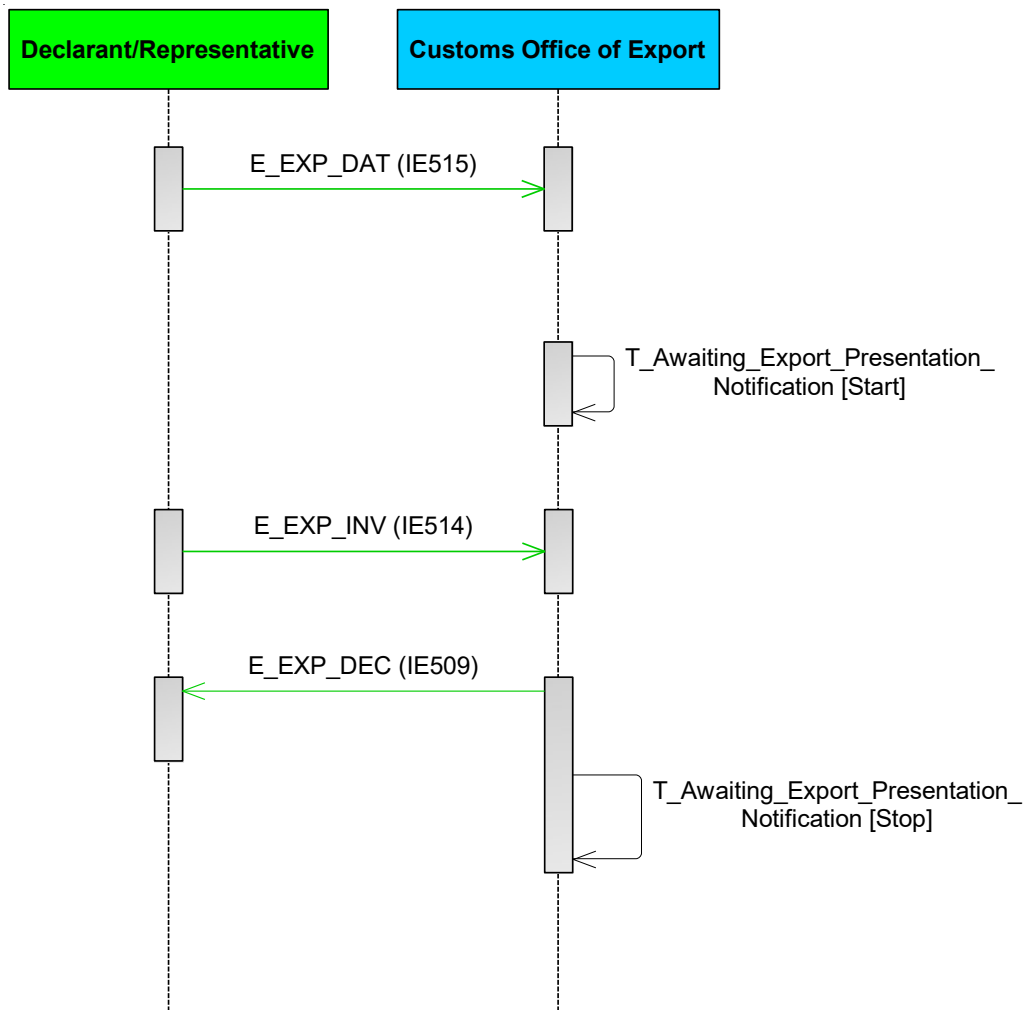 Declarant/Representative
Customs Office of Export
E_EXP_DAT (IE515)
T_Awaiting_Export_Presentation_
Notification [Start]
E_EXP_INV (IE514)
E_EXP_DEC (IE509)
T_Awaiting_Export_Presentation_
Notification [Stop]